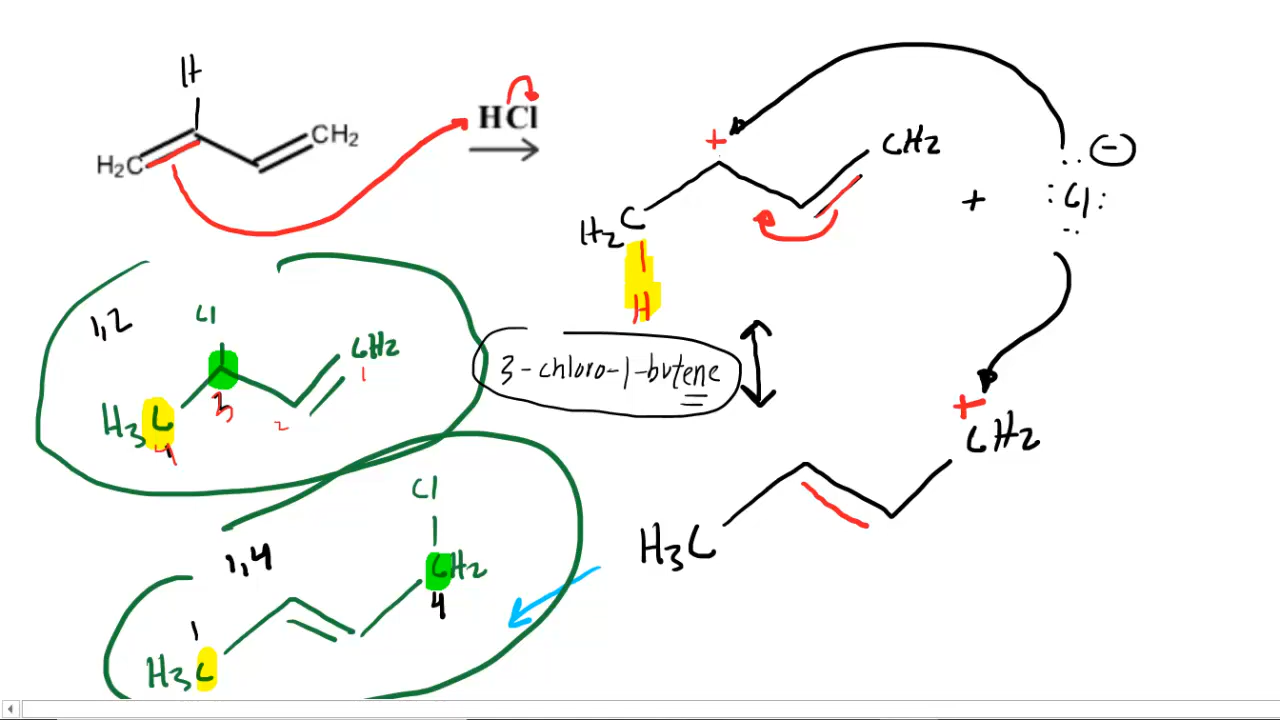 H
H₂C
CH₂
HCl
+
CH₂
H₂C
H
+
:Cl:
(-)
1,2
Cl
CH₂
1
2
3
H₃C
4
3-chloro-1-butene
+
CH₂
H₃C
1,4
Cl
CH₂
4
1
H₃C